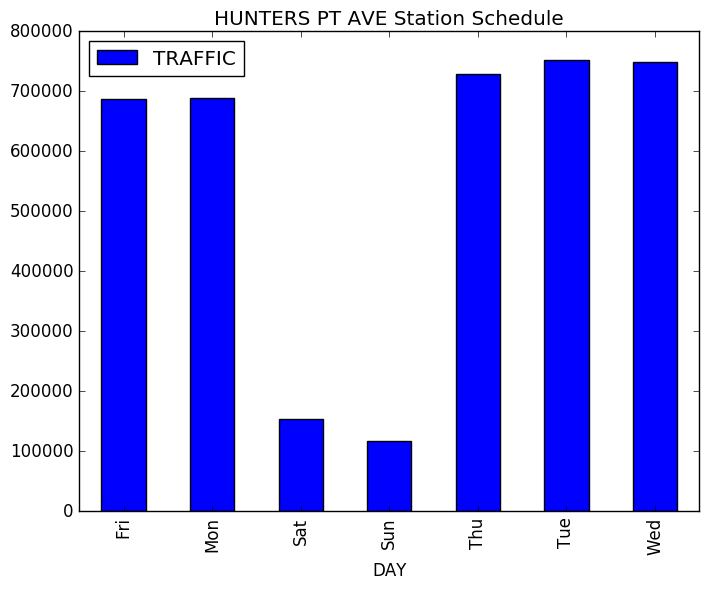 HUNTERS PT AVE Station Schedule
TRAFFIC
800000
700000
600000
500000
400000
300000
200000
100000
0
Fri
Mon
Sat
Sun
Thu
Tue
Wed
DAY